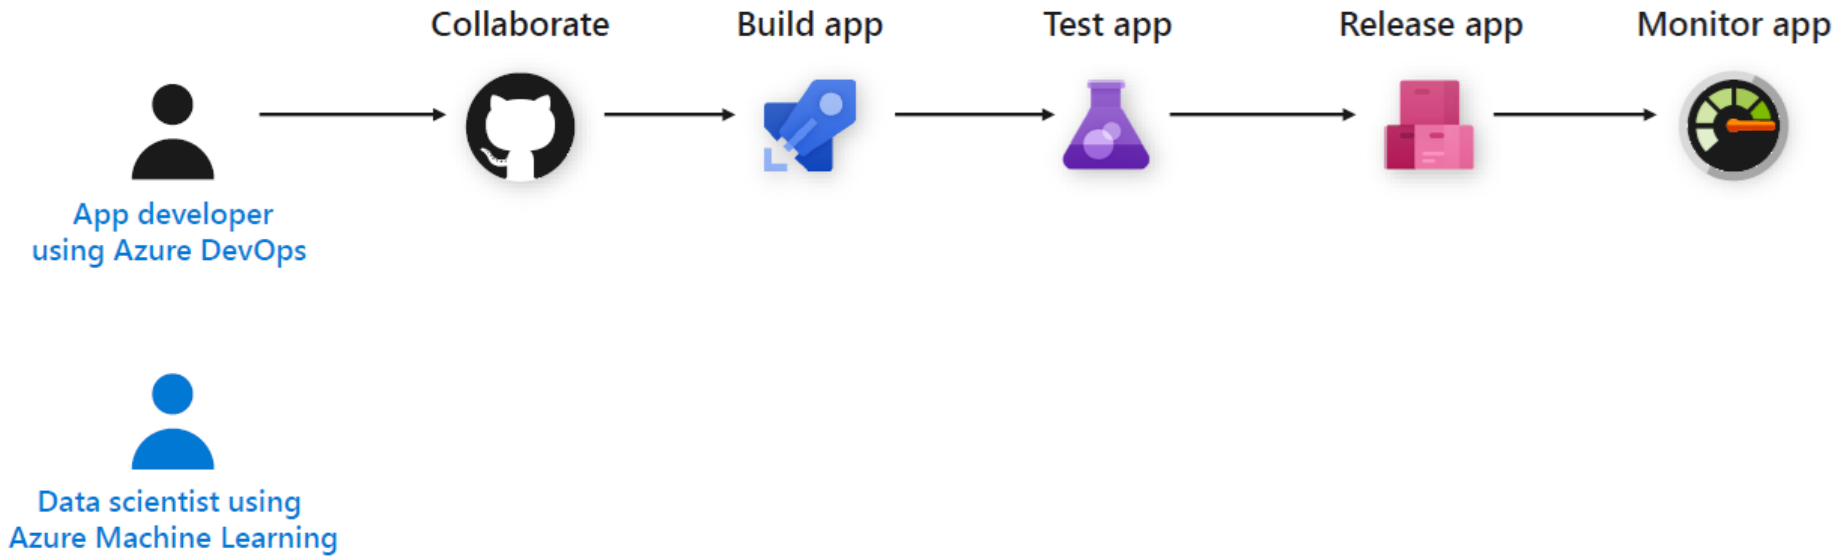 Collaborate
Build app
Test app
Release app
Monitor app
App developer
using Azure DevOps
Data scientist using
Azure Machine Learning